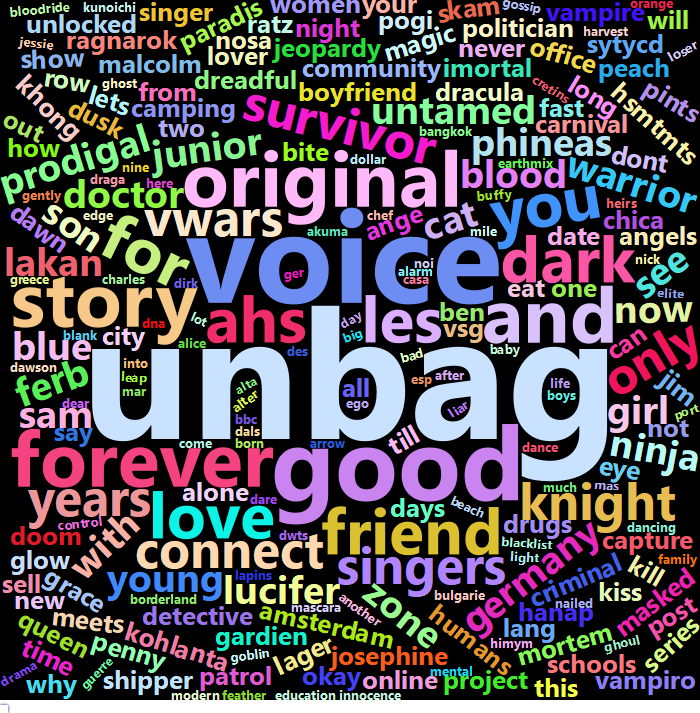 bloodride kunoichi singer women your skam gossip vampire orange
unlocked ratz night pogi politician will harvest
jessie ragnarok paradis nosa jeopardy magic never office sytycd loser
show malcolm lover community imortal peach
khong row ghost from dreadful boyfriend dracula fast cretins long hsmtmts pints
out lets dusk camping two survivor untamed carnival
how prodigal junior bite dollar bangkok phineas dont
nine original earthmix blood warrior
gently draga here doctor buffy you heirs
dawn son edge for vwars chef ange cat mile date chica angels
akuma voice dark see
lakan greece charles dirk ger noi alarm casa eat one nick elite
story dna lot ahs day big les ben vsg and now
blue blank city alice des unbag bad baby can only
dawson into leap mar alta alter all ego esp after liar life boys jim port
ferb dear bbc dals
sam say come born arrow till dance girl not
forever good eye ninja
years alone dare days beach much mas knight
doom control with love dwts friend drugs blacklist dancing capture
glow connect singers light germany family
sell grace young lapins lucifer zone bulgarie criminal kill
new borderland mascara another nailed kiss masked
queen meets detective amsterdam humans hanap post
time penny kohlanta gardien lang himym mortem ghoul series
drama guerre goblin lager josephine mental schools
why shipper patrol okay online project this vampiro
modern feather education innocence